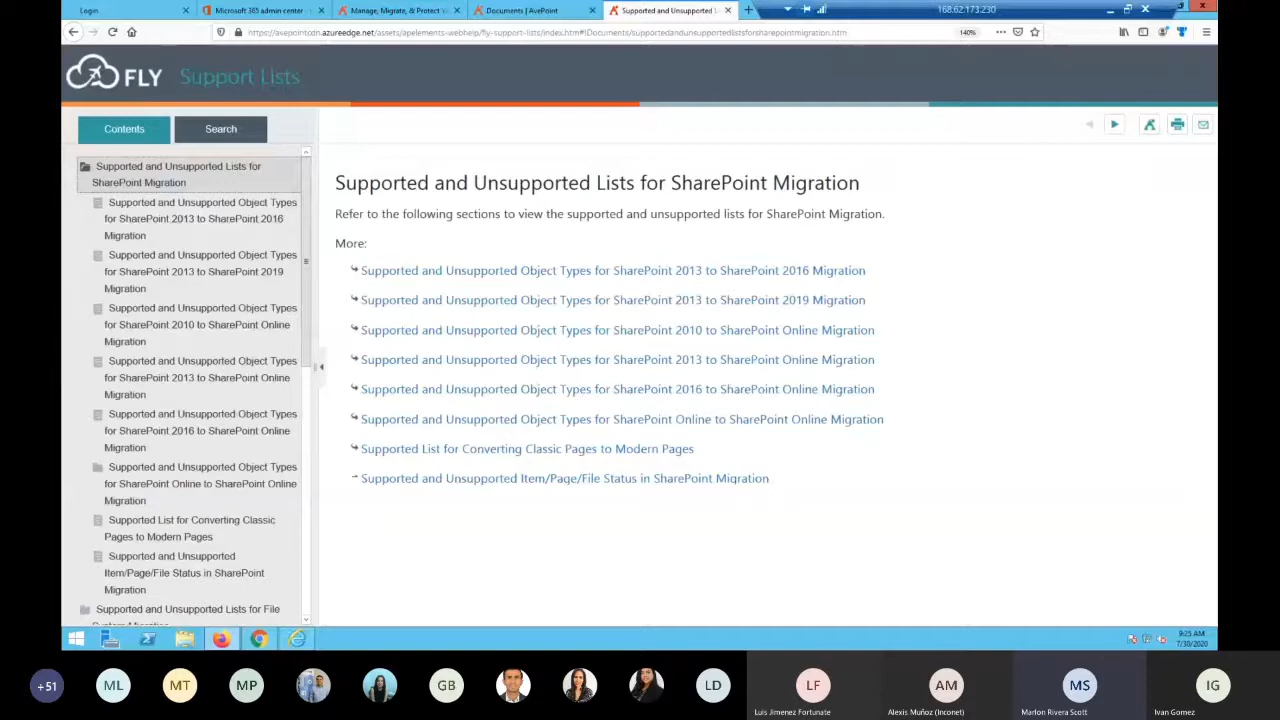 Login
Microsoft 365 admin center
Manage, Migrate, & Protect
Documents | AvePoint
Supported and Unsupported
168.62.173.230
https://avepointcdn.azureedge.net/assets/apelements-webhelp/fly-support-lists/index.htm#!Documents/supportedandunsupportedlistsforsharepointmigration.htm
140%
FLY Support Lists
Contents
Search
Supported and Unsupported Lists for
SharePoint Migration
Supported and Unsupported Object Types
for SharePoint 2013 to SharePoint 2016
Migration
Supported and Unsupported Object Types
for SharePoint 2013 to SharePoint 2019
Migration
Supported and Unsupported Object Types
for SharePoint 2010 to SharePoint Online
Migration
Supported and Unsupported Object Types
for SharePoint 2013 to SharePoint Online
Migration
Supported and Unsupported Object Types
for SharePoint 2016 to SharePoint Online
Migration
Supported and Unsupported Object Types
for SharePoint Online to SharePoint Online
Migration
Supported List for Converting Classic
Pages to Modern Pages
Supported and Unsupported
Item/Page/File Status in SharePoint
Migration
Supported and Unsupported Lists for File
Supported and Unsupported Lists for SharePoint Migration
Refer to the following sections to view the supported and unsupported lists for SharePoint Migration.
More:
Supported and Unsupported Object Types for SharePoint 2013 to SharePoint 2016 Migration
Supported and Unsupported Object Types for SharePoint 2013 to SharePoint 2019 Migration
Supported and Unsupported Object Types for SharePoint 2010 to SharePoint Online Migration
Supported and Unsupported Object Types for SharePoint 2013 to SharePoint Online Migration
Supported and Unsupported Object Types for SharePoint 2016 to SharePoint Online Migration
Supported and Unsupported Object Types for SharePoint Online to SharePoint Online Migration
Supported List for Converting Classic Pages to Modern Pages
Supported and Unsupported Item/Page/File Status in SharePoint Migration
9:25 AM
7/30/2020
+51
ML
MT
MP
GB
LD
LF
AM
MS
IG
Luis Jimenez Fortunate
Alexis Muñoz (Inconet)
Marlon Rivera Scott
Ivan Gomez